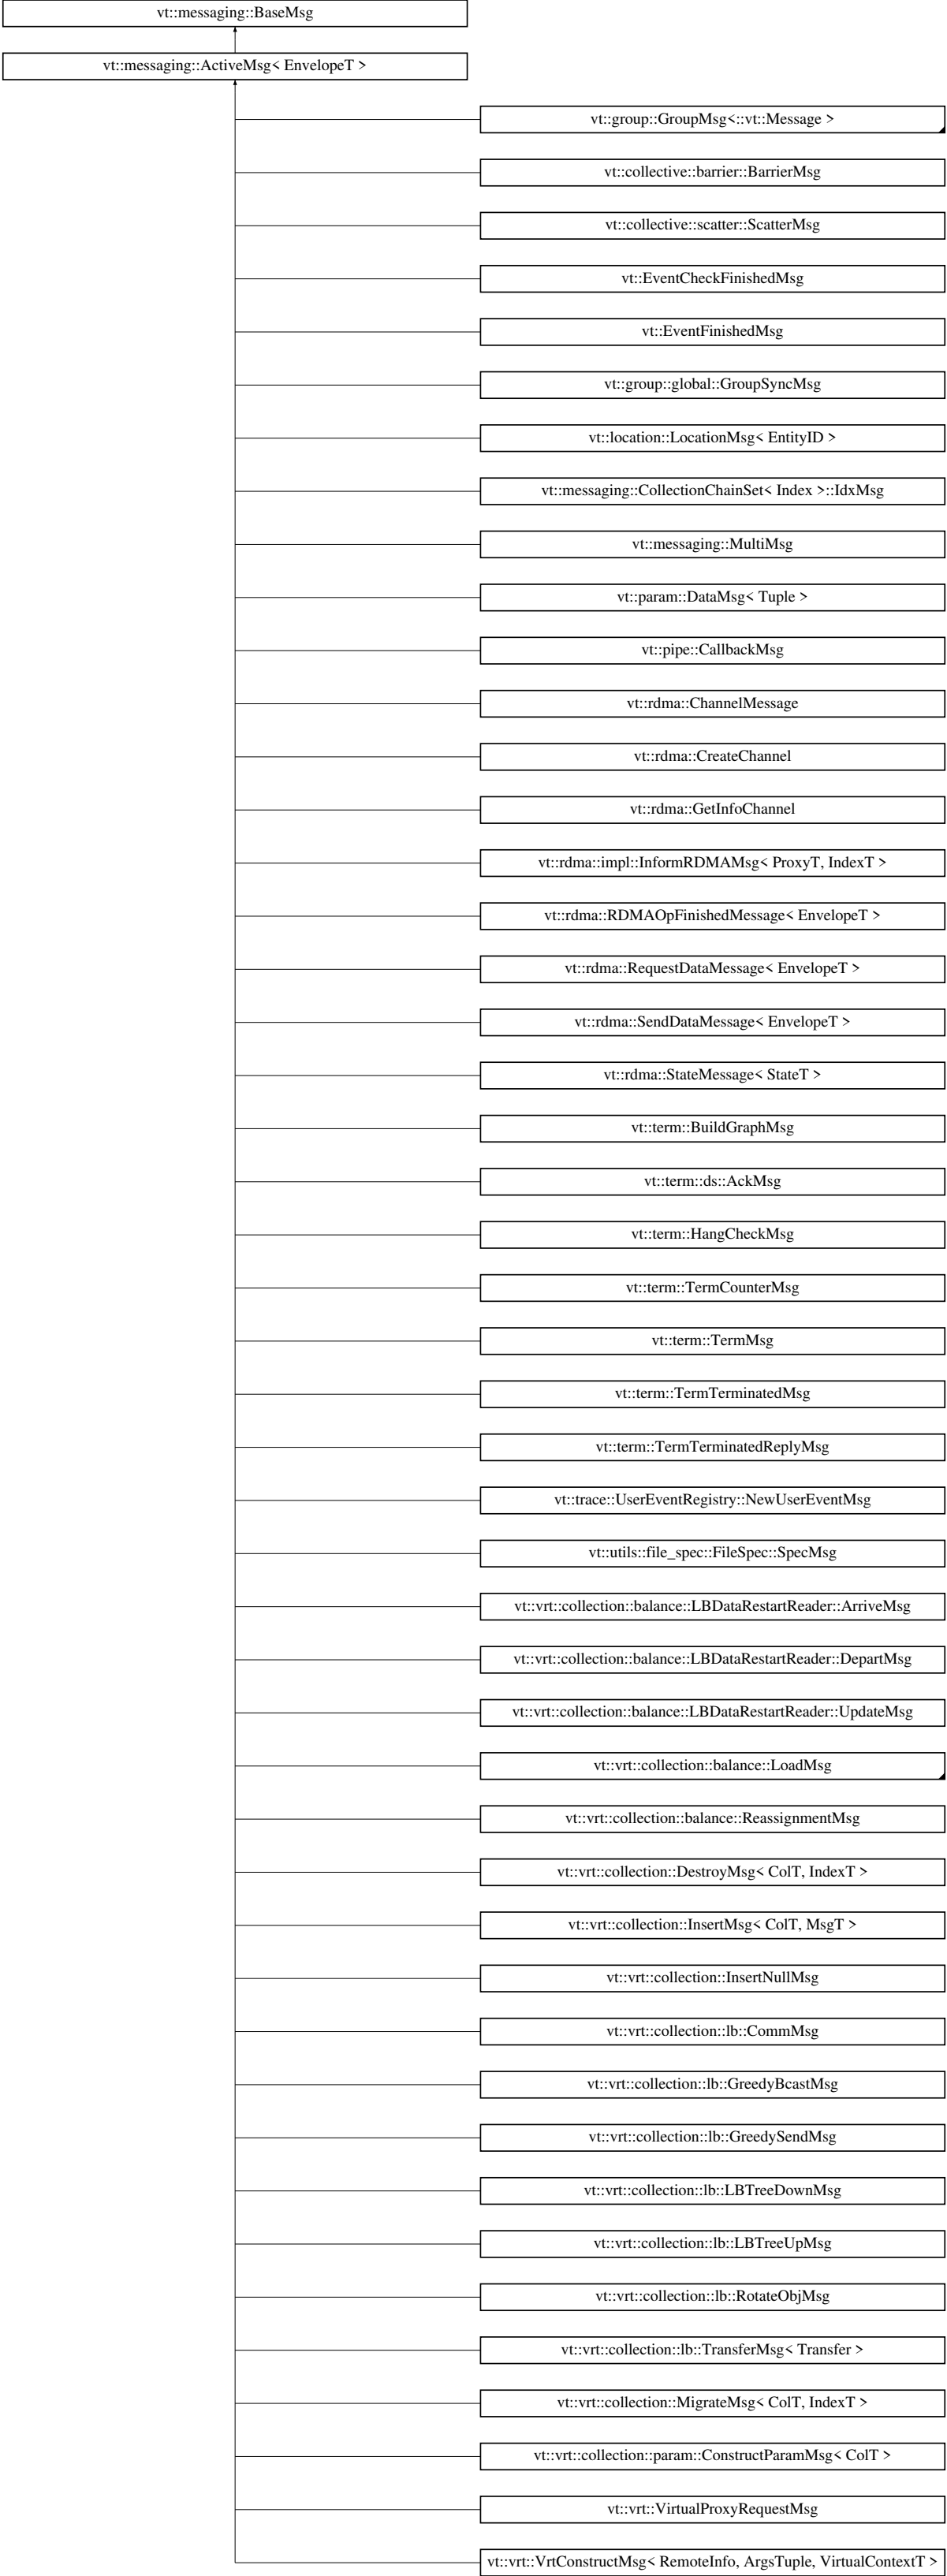 vt::messaging::BaseMsg
vt::messaging::ActiveMsg< EnvelopeT >
vt::group::GroupMsg<::vt::Message >
vt::collective::barrier::BarrierMsg
vt::collective::scatter::ScatterMsg
vt::EventCheckFinishedMsg
vt::EventFinishedMsg
vt::group::global::GroupSyncMsg
vt::location::LocationMsg< EntityID >
vt::messaging::CollectionChainSet< Index >::IdxMsg
vt::messaging::MultiMsg
vt::param::DataMsg< Tuple >
vt::pipe::CallbackMsg
vt::rdma::ChannelMessage
vt::rdma::CreateChannel
vt::rdma::GetInfoChannel
vt::rdma::impl::InformRDMAMsg< ProxyT, IndexT >
vt::rdma::RDMAOpFinishedMessage< EnvelopeT >
vt::rdma::RequestDataMessage< EnvelopeT >
vt::rdma::SendDataMessage< EnvelopeT >
vt::rdma::StateMessage< StateT >
vt::term::BuildGraphMsg
vt::term::ds::AckMsg
vt::term::HangCheckMsg
vt::term::TermCounterMsg
vt::term::TermMsg
vt::term::TermTerminatedMsg
vt::term::TermTerminatedReplyMsg
vt::trace::UserEventRegistry::NewUserEventMsg
vt::utils::file_spec::FileSpec::SpecMsg
vt::vrt::collection::balance::LBDataRestartReader::ArriveMsg
vt::vrt::collection::balance::LBDataRestartReader::DepartMsg
vt::vrt::collection::balance::LBDataRestartReader::UpdateMsg
vt::vrt::collection::balance::LoadMsg
vt::vrt::collection::balance::ReassignmentMsg
vt::vrt::collection::DestroyMsg< ColT, IndexT >
vt::vrt::collection::InsertMsg< ColT, MsgT >
vt::vrt::collection::InsertNullMsg
vt::vrt::collection::lb::CommMsg
vt::vrt::collection::lb::GreedyBcastMsg
vt::vrt::collection::lb::GreedySendMsg
vt::vrt::collection::lb::LBTreeDownMsg
vt::vrt::collection::lb::LBTreeUpMsg
vt::vrt::collection::lb::RotateObjMsg
vt::vrt::collection::lb::TransferMsg< Transfer >
vt::vrt::collection::MigrateMsg< ColT, IndexT >
vt::vrt::collection::param::ConstructParamMsg< ColT >
vt::vrt::VirtualProxyRequestMsg
vt::vrt::VrtConstructMsg< RemoteInfo, ArgsTuple, VirtualContextT >